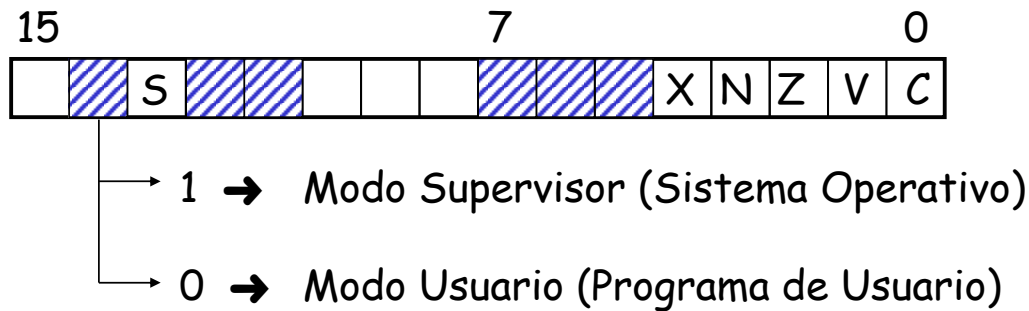 15 7 0
S X N Z V C
1 → Modo Supervisor (Sistema Operativo)
0 → Modo Usuario (Programa de Usuario)